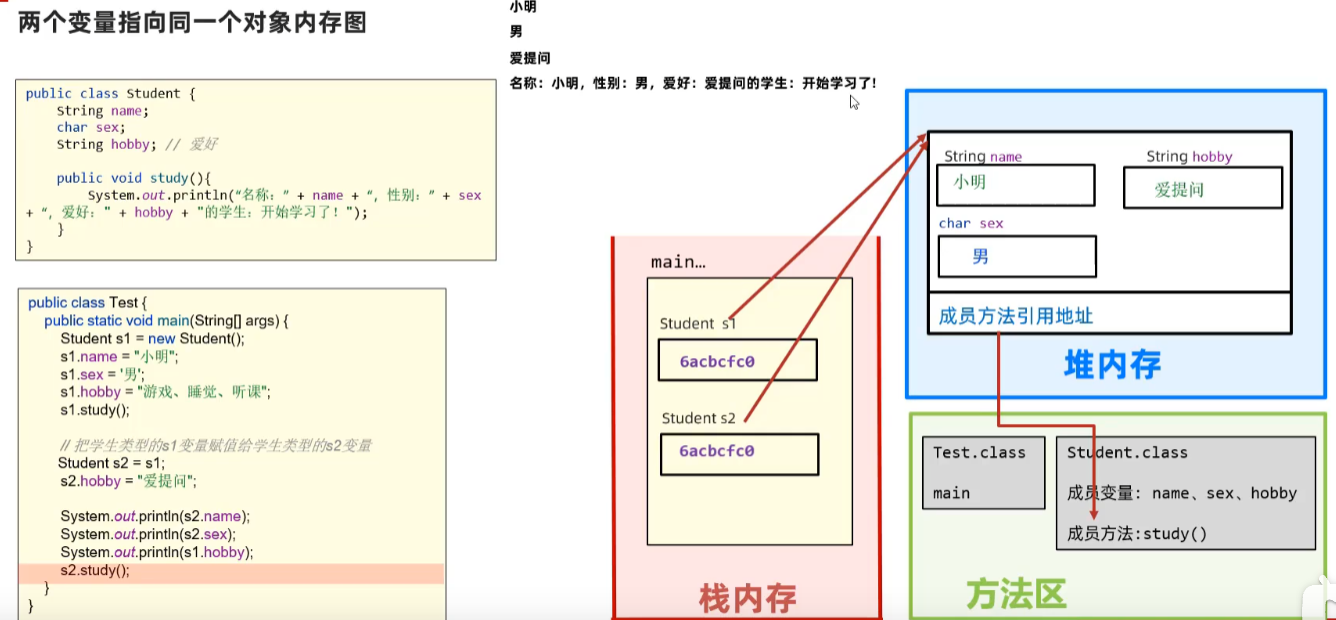 两个变量指向同一个对象内存图
小明
男
爱提问
名称：小明，性别：男，爱好：爱提问的学生：开始学习了！
public class Student {
String name;
char sex;
String hobby; // 爱好
public void study(){
System.out.println(“名称：” + name + “，性别：” + sex
+ “，爱好：” + hobby + "的学生：开始学习了！");
}
}
public class Test {
public static void main(String[] args) {
Student s1 = new Student();
s1.name = "小明";
s1.sex = '男';
s1.hobby = "游戏、睡觉、听课";
s1.study();
// 把学生类型的s1变量赋值给学生类型的s2变量
Student s2 = s1;
s2.hobby = "爱提问";
System.out.println(s2.name);
System.out.println(s2.sex);
System.out.println(s1.hobby);
s2.study();
}
}
main…
Student s1
6acbcfc0
Student s2
6acbcfc0
栈内存
String name
小明
String hobby
爱提问
char sex
男
成员方法引用地址
堆内存
Test.class
main
Student.class
成员变量: name、sex、hobby
成员方法:study()
方法区